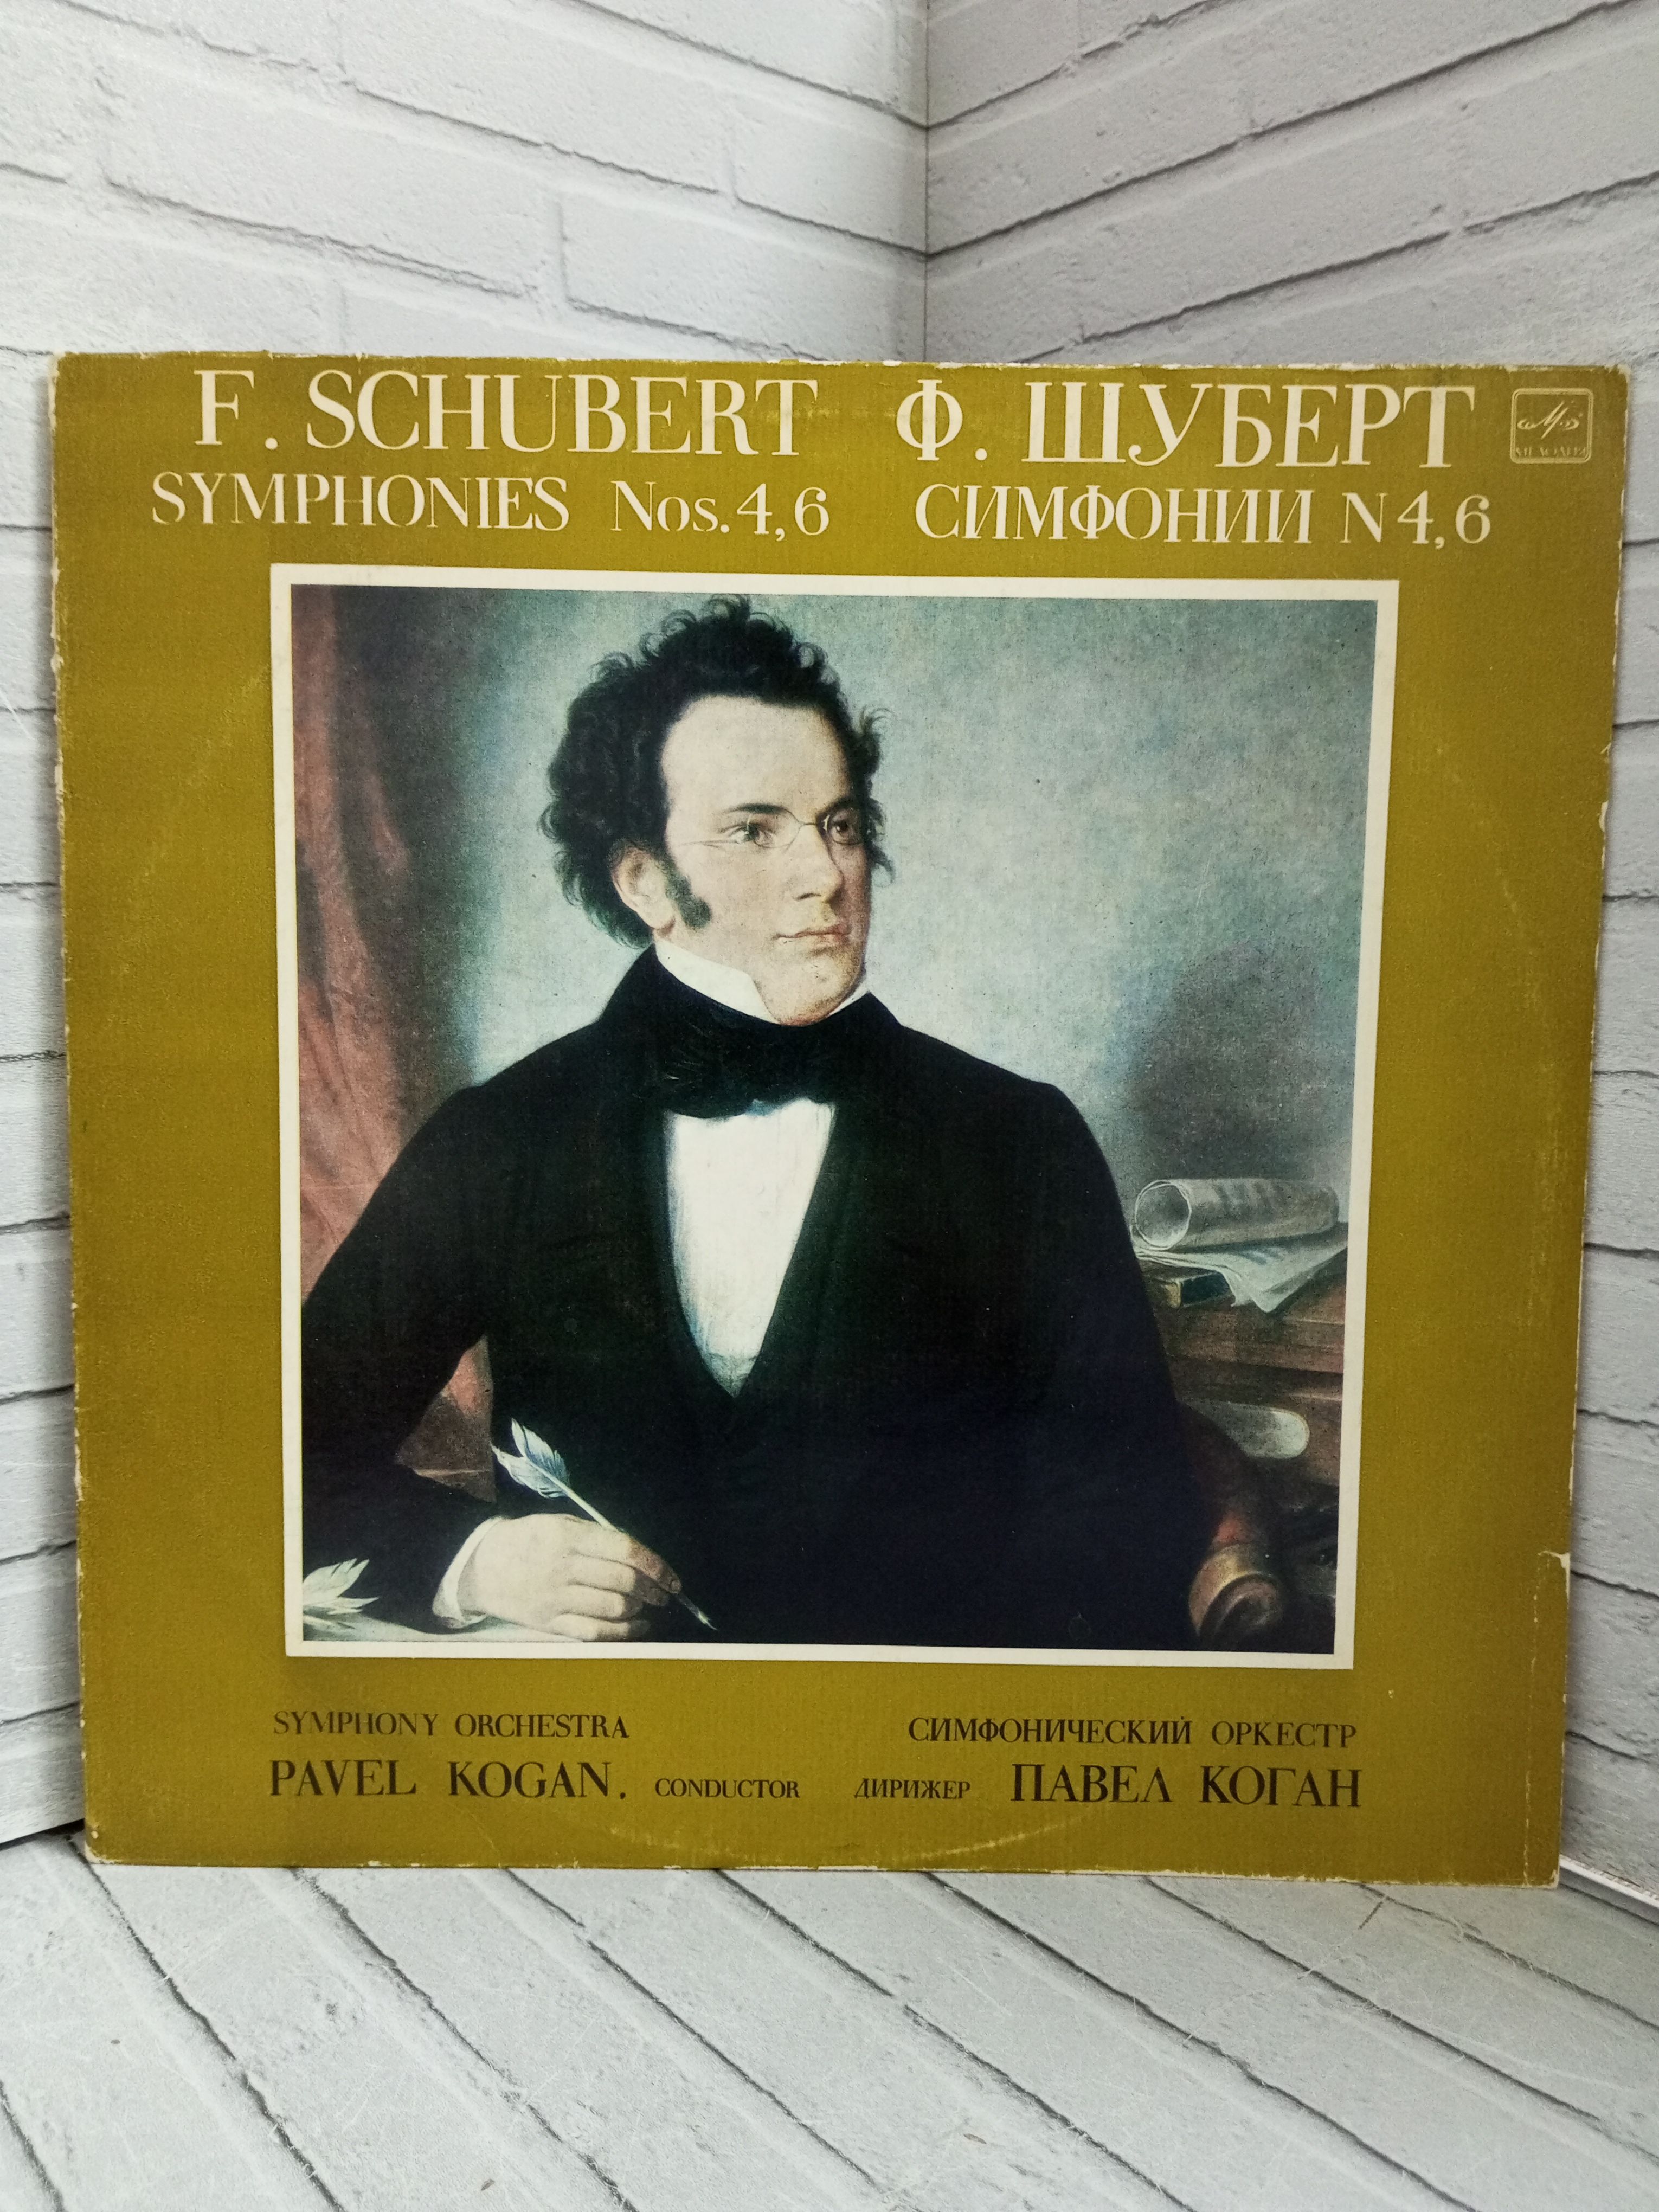 F. SCHUBERT Ф. ШУБЕРТ
МЕЛОДИЯ
SYMPHONIES Nos. 4, 6 СИМФОНИИ N 4, 6
SYMPHONY ORCHESTRA СИМФОНИЧЕСКИЙ ОРКЕСТР
PAVEL KOGAN. CONDUCTOR ДИРИЖЕР ПАВЕЛ КОГАН